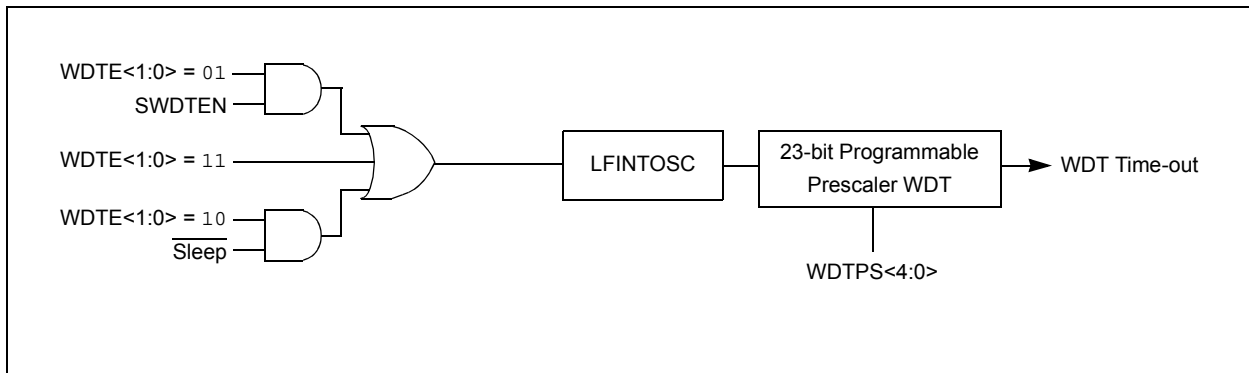 WDTE<1:0> = 01
SWDTEN
WDTE<1:0> = 11
WDTE<1:0> = 10
Sleep
LFINTOSC
23-bit Programmable
Prescaler WDT
WDT Time-out
WDTPS<4:0>